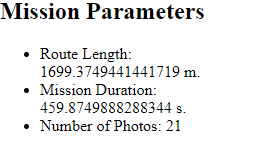 Mission Parameters
Route Length:
1699.3749441441719 m.
Mission Duration:
459.8749888288344 s.
Number of Photos: 21